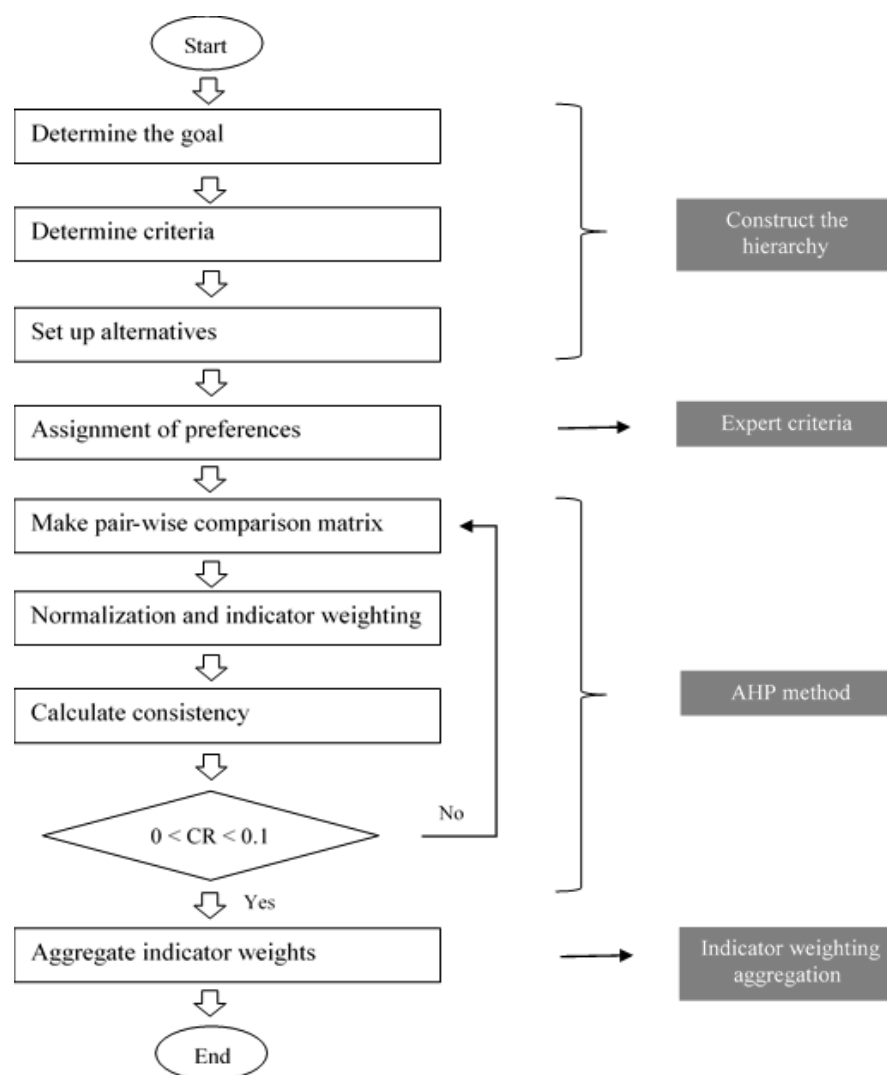 Start
Determine the goal
Determine criteria
Construct the
hierarchy
Set up alternatives
Assignment of preferences
Expert criteria
Make pair-wise comparison matrix
Normalization and indicator weighting
Calculate consistency
AHP method
0 < CR < 0.1
No
Yes
Aggregate indicator weights
Indicator weighting
aggregation
End